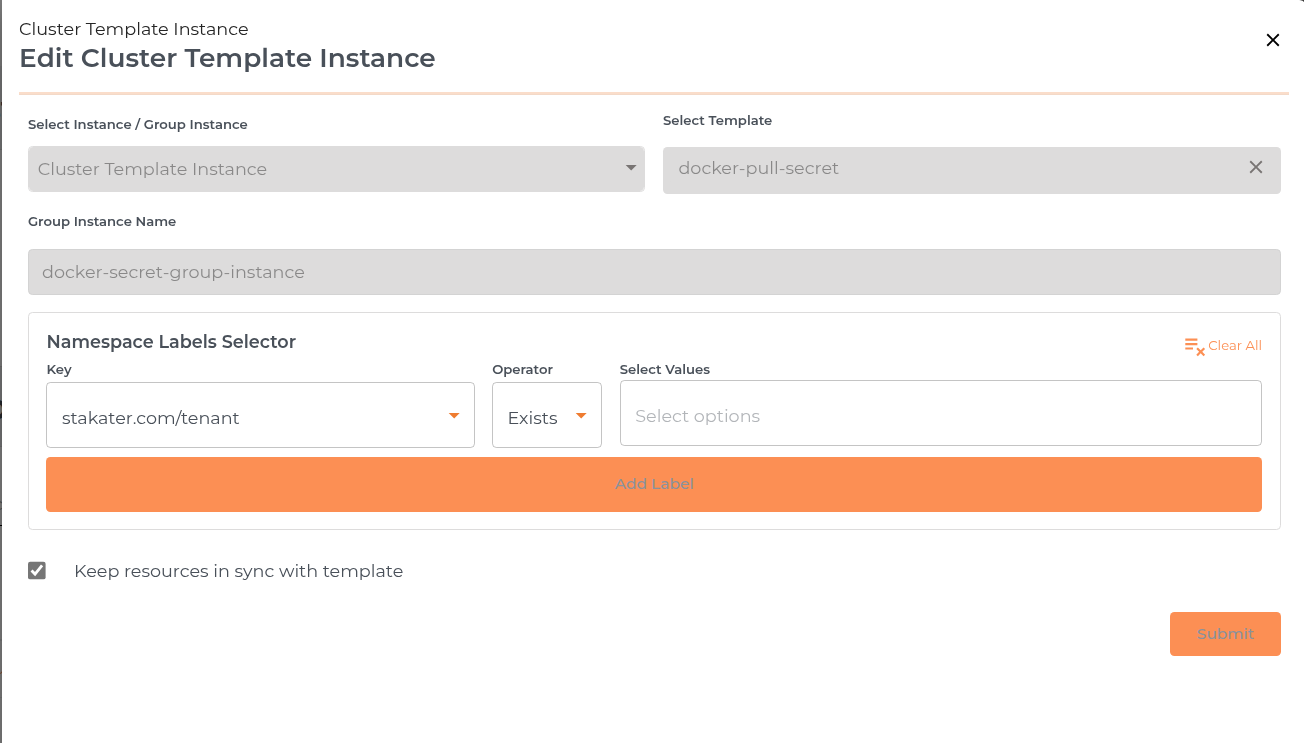 Cluster Template Instance
Edit Cluster Template Instance
Select Instance / Group Instance
Select Template
Cluster Template Instance
docker-pull-secret
Group Instance Name
docker-secret-group-instance
Namespace Labels Selector
Clear All
Key
Operator
Select Values
stakater.com/tenant
Exists
Select options
Add Label
Keep resources in sync with template
Submit